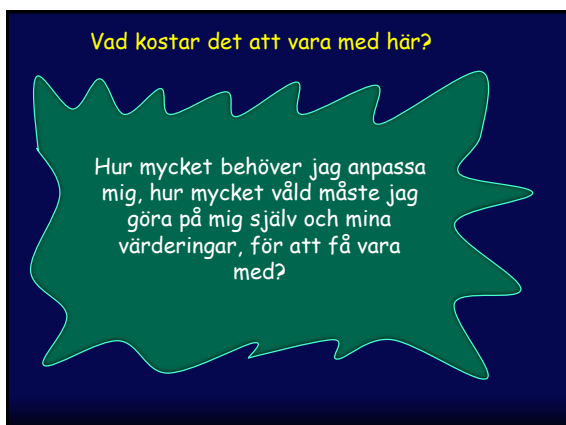 Vad kostar det att vara med här?
Hur mycket behöver jag anpassa
mig, hur mycket våld måste jag
göra på mig själv och mina
värderingar, för att få vara
med?